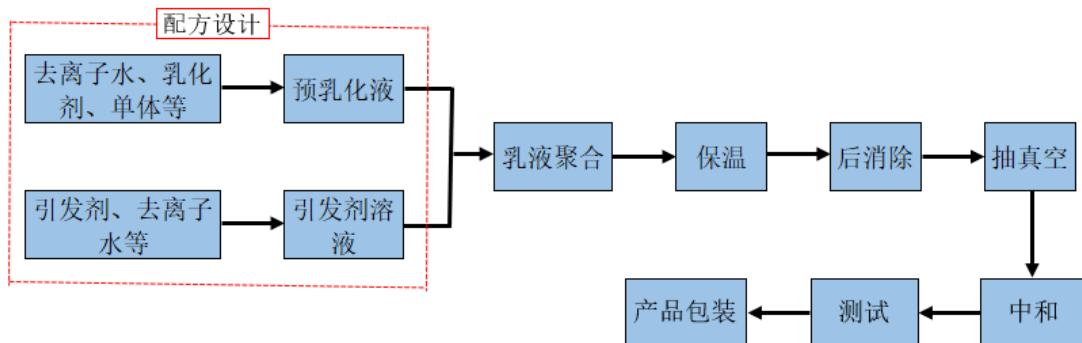 配方设计
去离子水、乳化
剂、单体等
预乳化液
引发剂、去离子
水等
引发剂溶
液
乳液聚合
保温
后消除
抽真空
中和
测试
产品包装